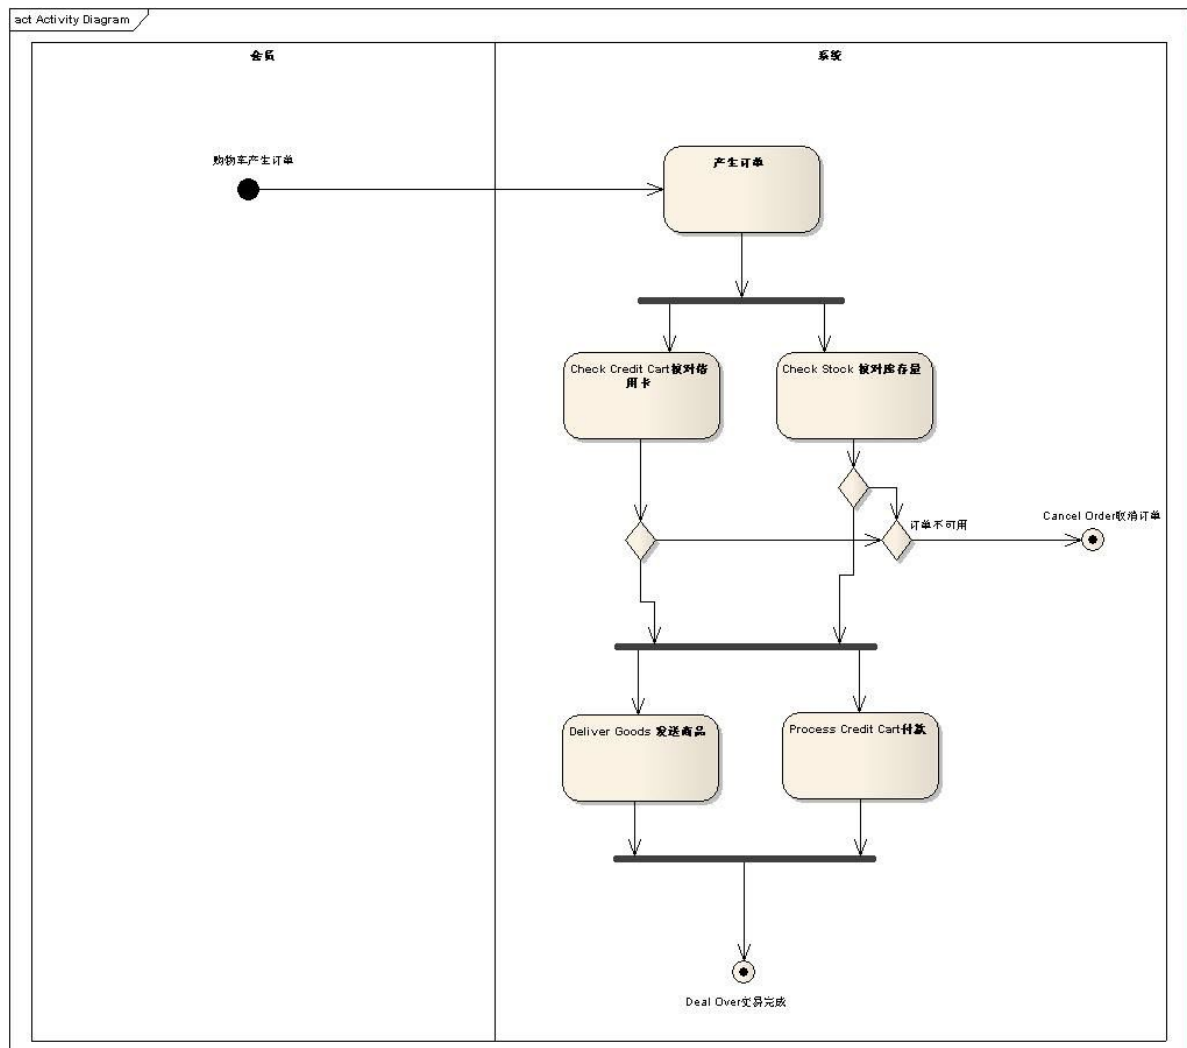 act Activity Diagram
会员
系统
购物车产生订单
产生订单
Check Credit Cart核对信
用卡
Check Stock 核对库存量
订单不可用
Cancel Order取消订单
Deliver Goods 发送商品
Process Credit Cart付款
Deal Over交易完成